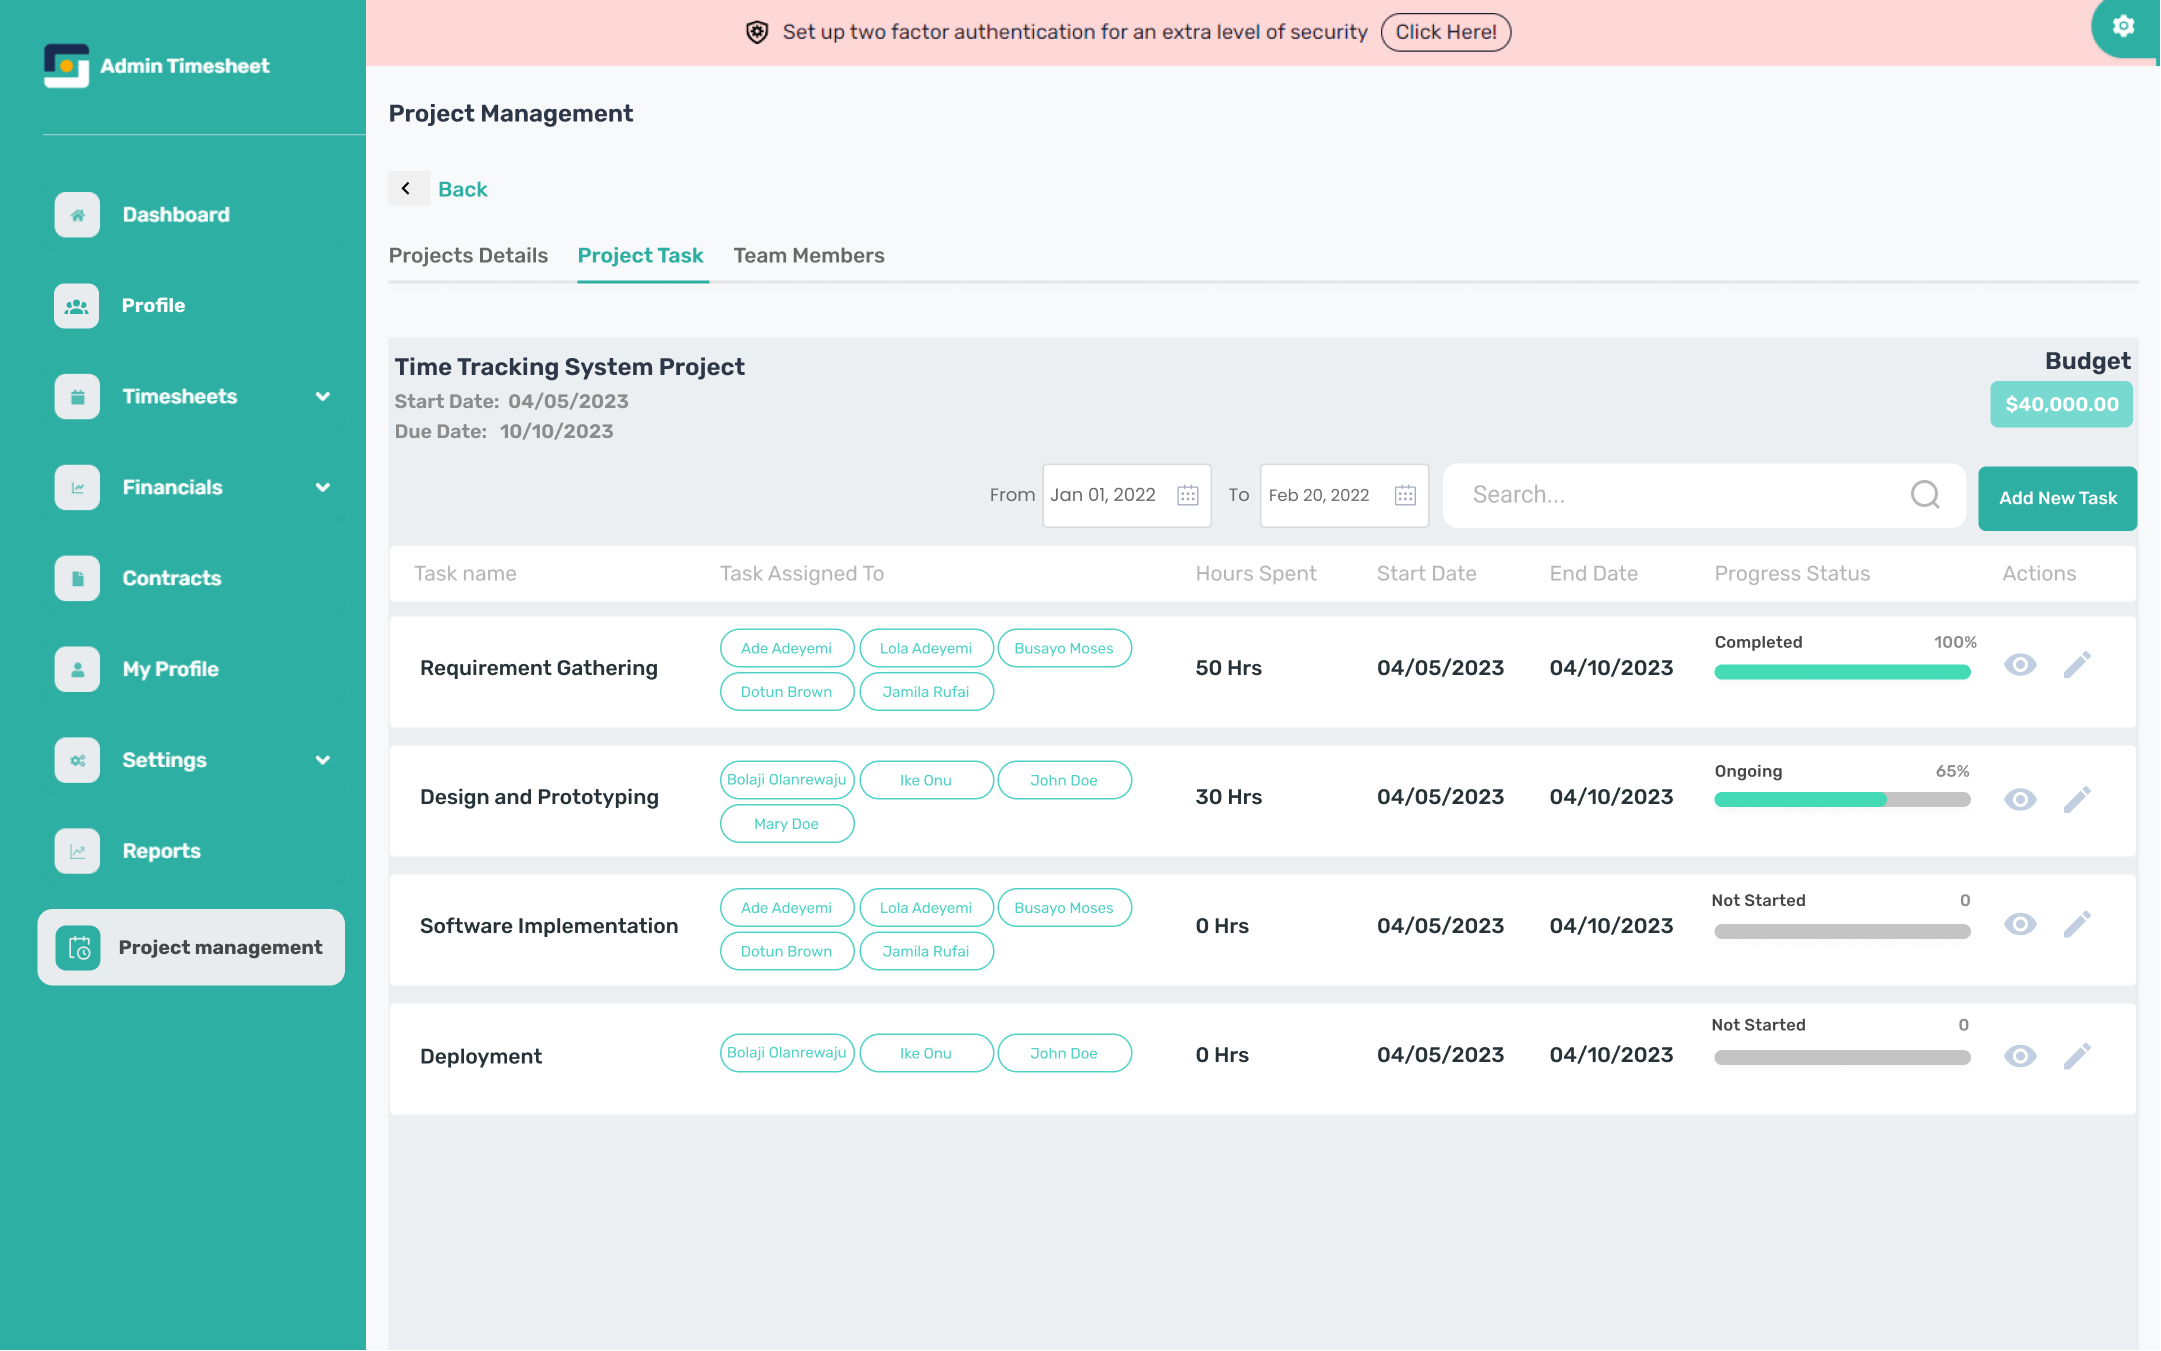 Set up two factor authentication for an extra level of security Click Here!
Admin Timesheet
Dashboard
Profile
Timesheets
Financials
Contracts
My Profile
Settings
Reports
Project management
Project Management
Back
Projects Details Project Task Team Members
Time Tracking System Project
Start Date: 04/05/2023
Due Date: 10/10/2023
Budget
$40,000.00
From Jan 01, 2022 To Feb 20, 2022 Search... Add New Task
Task name Task Assigned To Hours Spent Start Date End Date Progress Status Actions
Requirement Gathering
Ade Adeyemi Lola Adeyemi Busayo Moses
Dotun Brown Jamila Rufai
50 Hrs 04/05/2023 04/10/2023
Completed 100%
Design and Prototyping
Bolaji Olanrewaju Ike Onu John Doe
Mary Doe
30 Hrs 04/05/2023 04/10/2023
Ongoing 65%
Software Implementation
Ade Adeyemi Lola Adeyemi Busayo Moses
Dotun Brown Jamila Rufai
0 Hrs 04/05/2023 04/10/2023
Not Started 0
Deployment
Bolaji Olanrewaju Ike Onu John Doe
0 Hrs 04/05/2023 04/10/2023
Not Started 0